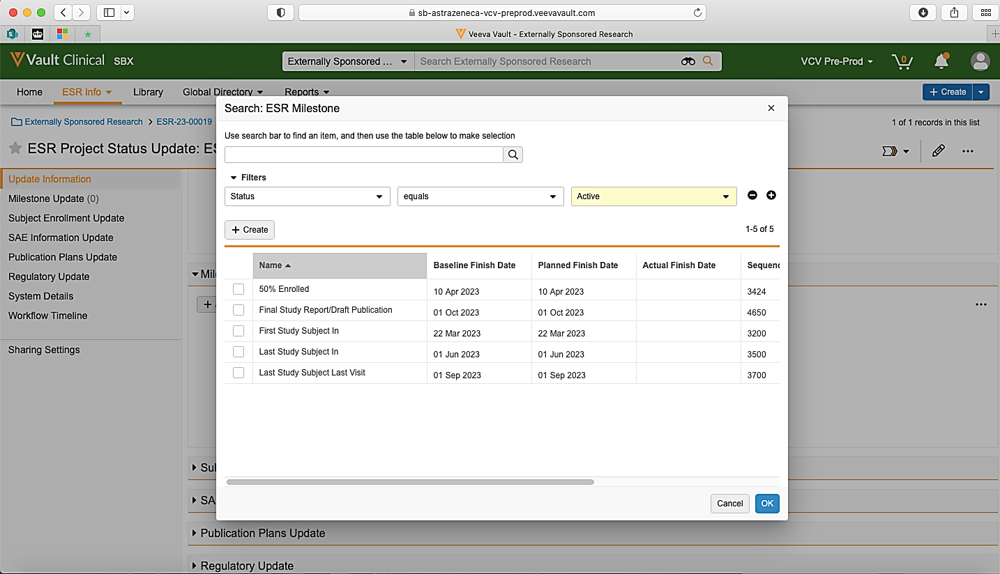 sb-astrazeneca-vcv-preprod.veevavault.com
Veeva Vault - Externally Sponsored Research
Vault Clinical SBX
Externally Sponsored ...
Search Externally Sponsored Research
VCV Pre-Prod
0
Home
ESR Info
Library
Global Directory
Reports
+ Create
Externally Sponsored Research > ESR-23-00019
1 of 1 records in this list
ESR Project Status Update: ES
Update Information
Milestone Update (0)
Subject Enrollment Update
SAE Information Update
Publication Plans Update
Regulatory Update
System Details
Workflow Timeline
Sharing Settings
Search: ESR Milestone
Use search bar to find an item, and then use the table below to make selection
Filters
Status
equals
Active
+ Create
1-5 of 5
Name Baseline Finish Date Planned Finish Date Actual Finish Date Sequenc
50% Enrolled 10 Apr 2023 10 Apr 2023 3424
Final Study Report/Draft Publication 01 Oct 2023 01 Oct 2023 4650
First Study Subject In 22 Mar 2023 22 Mar 2023 3200
Last Study Subject In 01 Jun 2023 01 Jun 2023 3500
Last Study Subject Last Visit 01 Sep 2023 01 Sep 2023 3700
Cancel
OK
Mil
+
Sul
SA
Publication Plans Update
Regulatory Update